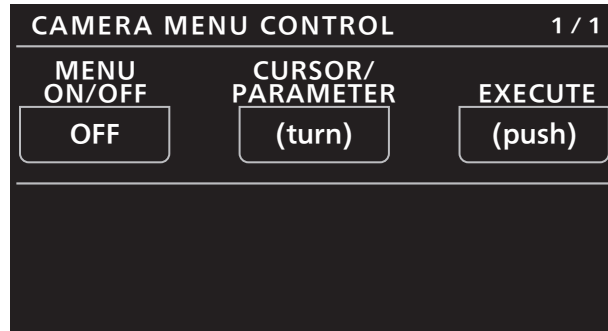 CAMERA MENU CONTROL 1 / 1
MENU ON/OFF
OFF
CURSOR/ PARAMETER
(turn)
EXECUTE
(push)